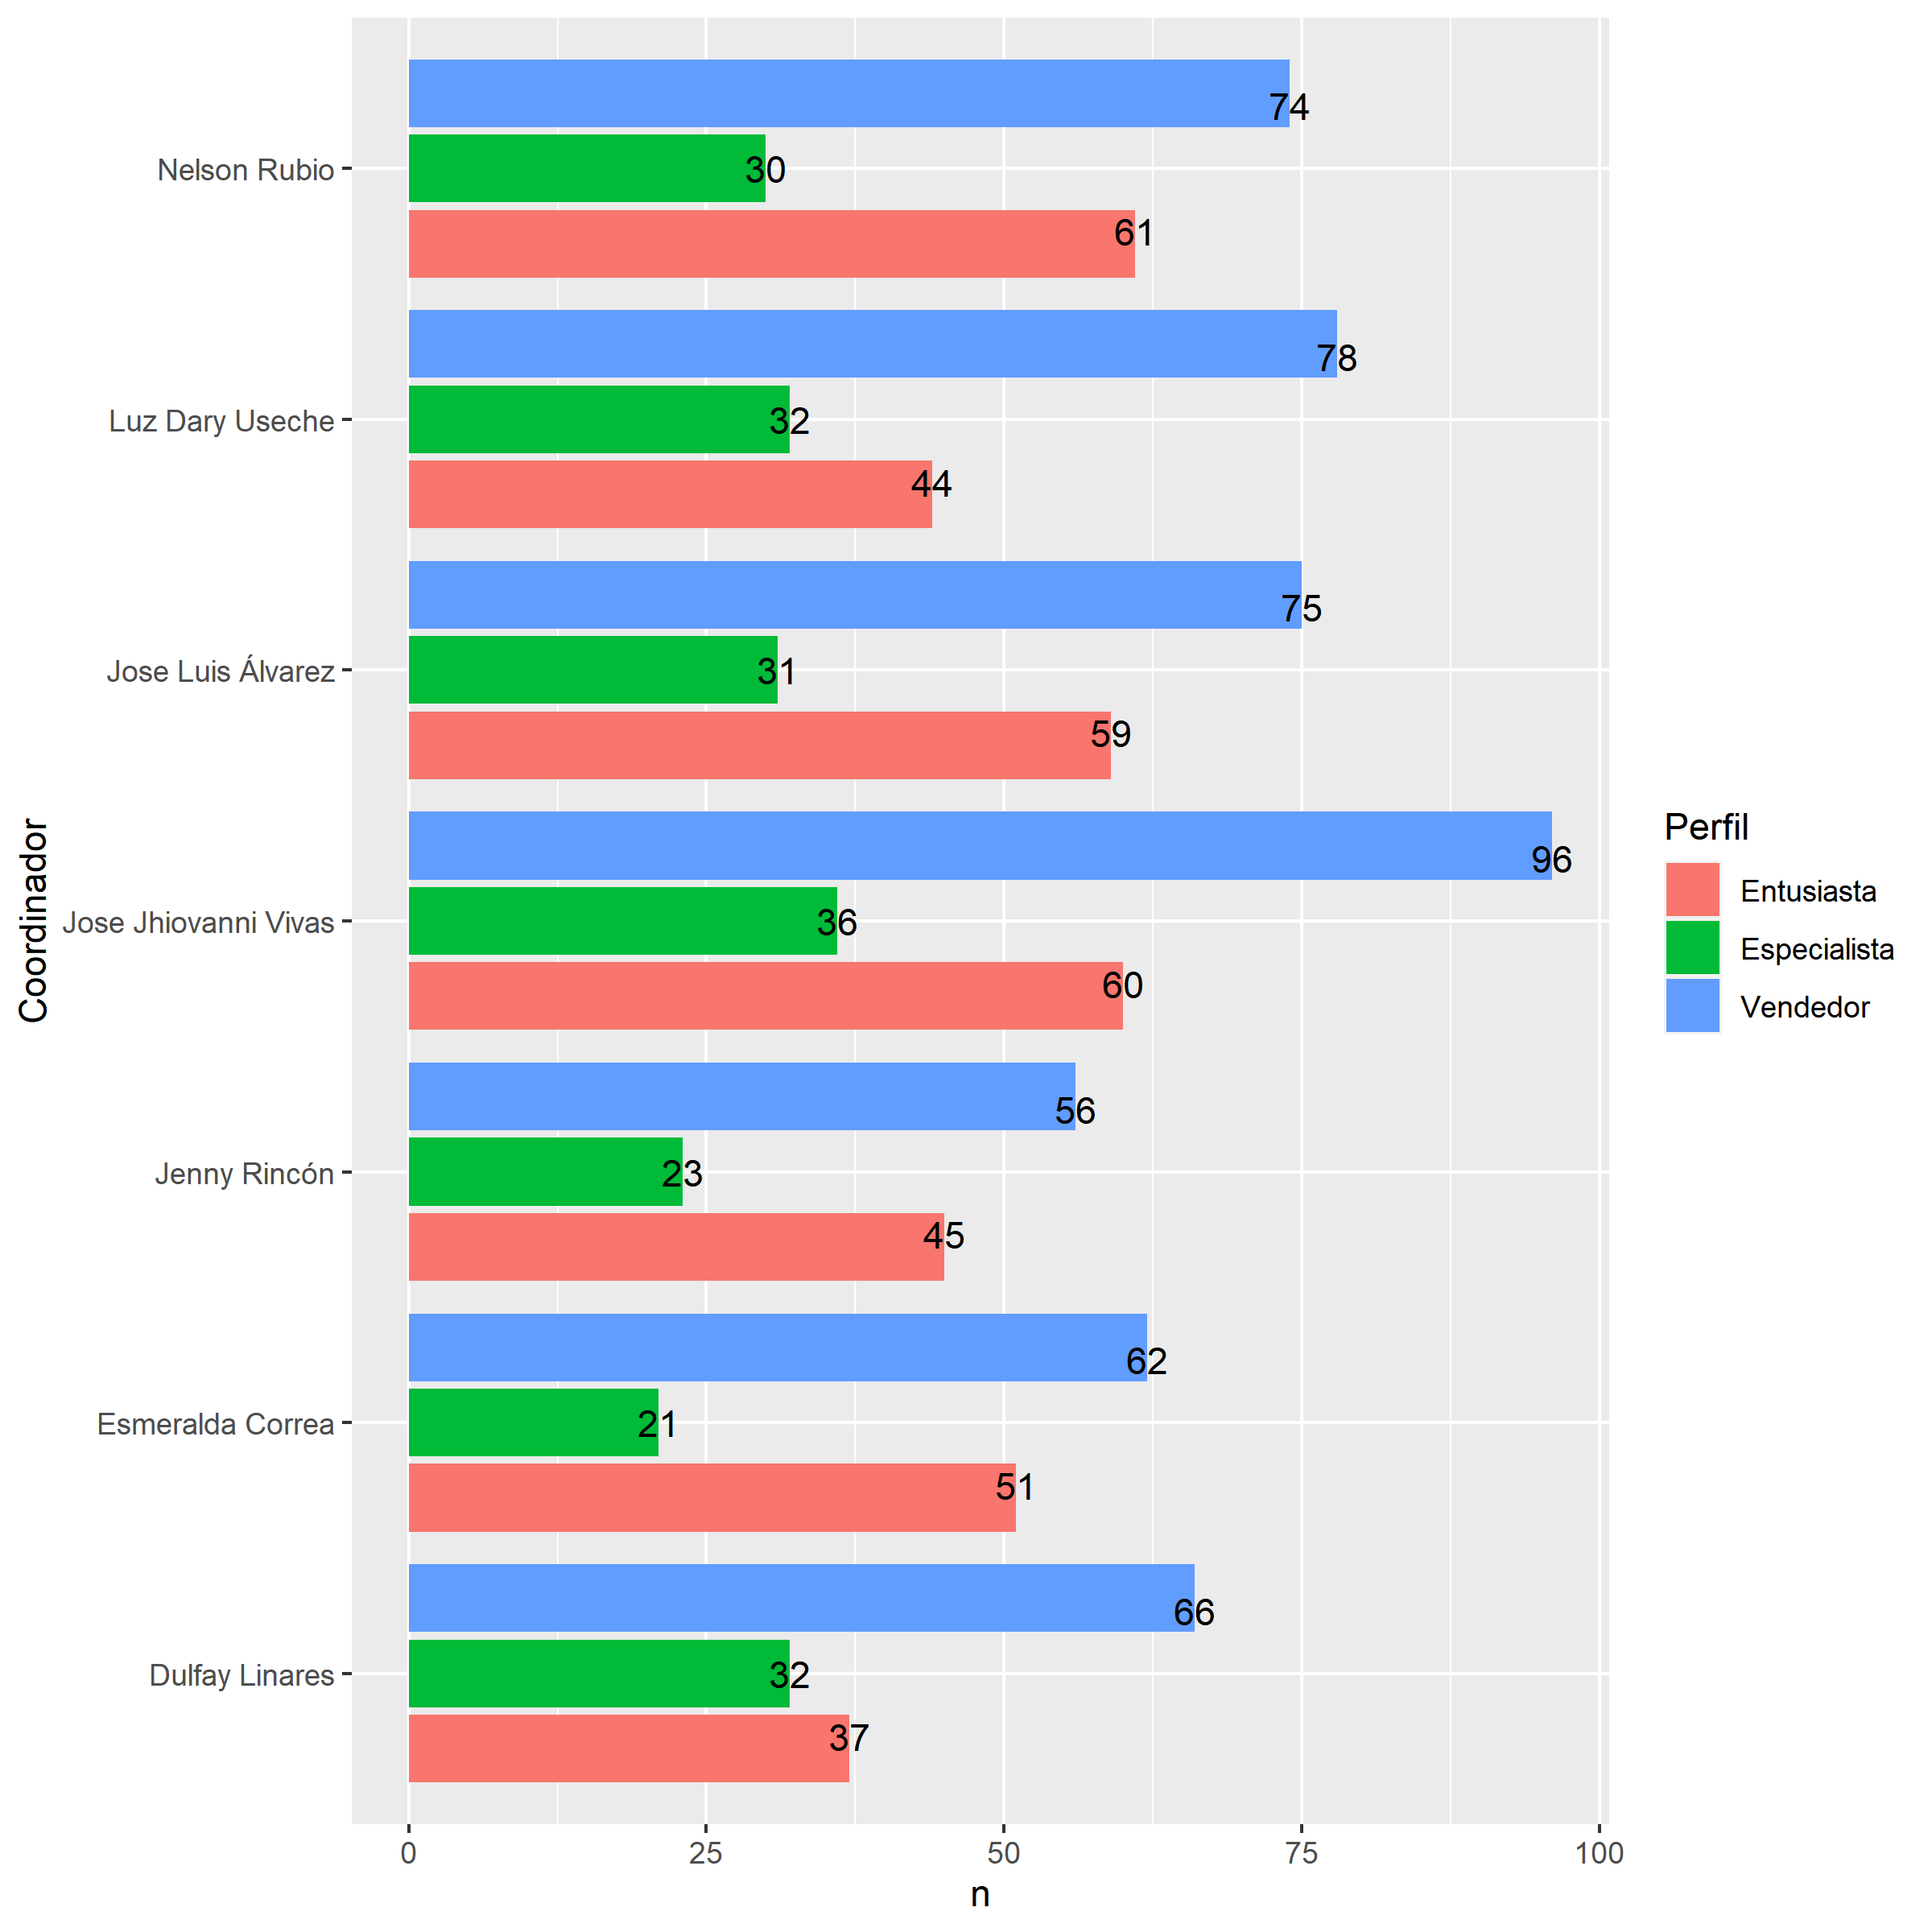 Coordinador
Nelson Rubio
74
30
61
Luz Dary Useche
78
32
44
Jose Luis Álvarez
75
31
59
Jose Jhiovanni Vivas
96
36
60
Jenny Rincón
56
23
45
Esmeralda Correa
62
21
51
Dulfay Linares
66
32
37
0 25 50 75 100
n
Perfil
Entusiasta
Especialista
Vendedor